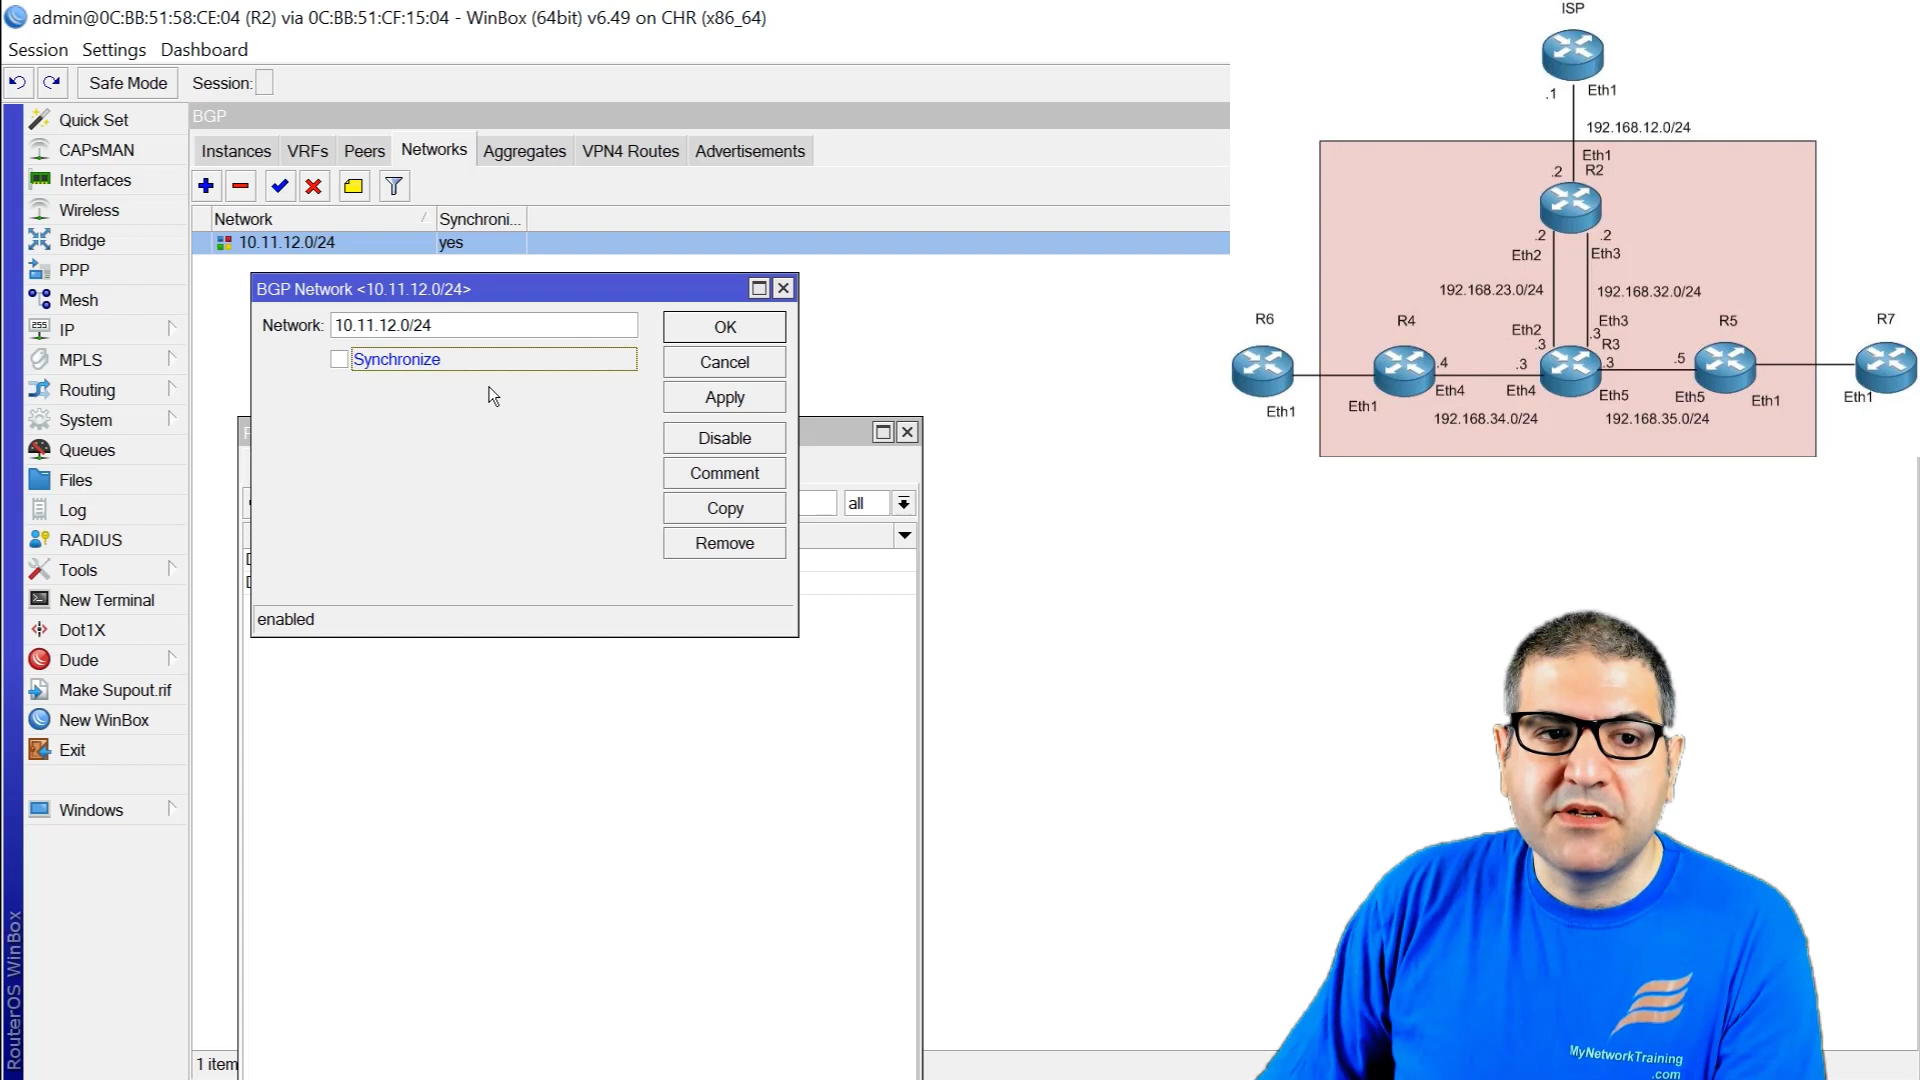 admin@0C:BB:51:58:CE:04 (R2) via 0C:BB:51:CF:15:04 - WinBox (64bit) v6.49 on CHR (x86_64)
Session Settings Dashboard
Safe Mode Session:
Quick Set
CAPsMAN
Interfaces
Wireless
Bridge
PPP
Mesh
IP
MPLS
Routing
System
Queues
Files
Log
RADIUS
Tools
New Terminal
Dot1X
Dude
Make Supout.rif
New WinBox
Exit
Windows
RouterOS WinBox
BGP
Instances VRFs Peers Networks Aggregates VPN4 Routes Advertisements
Network Synchroni...
10.11.12.0/24 yes
BGP Network <10.11.12.0/24>
Network: 10.11.12.0/24
Synchronize
OK
Cancel
Apply
Disable
Comment
Copy
Remove
enabled
all
1 item
ISP
.1 Eth1
192.168.12.0/24
Eth1
.2 R2
.2 .2
Eth2 Eth3
192.168.23.0/24 192.168.32.0/24
Eth2 Eth3
.3 .3
R3
R6 R4 R5 R7
.4 .3 .3 .5
Eth1 Eth1 Eth4 Eth4 Eth5 Eth5 Eth1 Eth1
192.168.34.0/24 192.168.35.0/24
MyNetworkTraining
.com